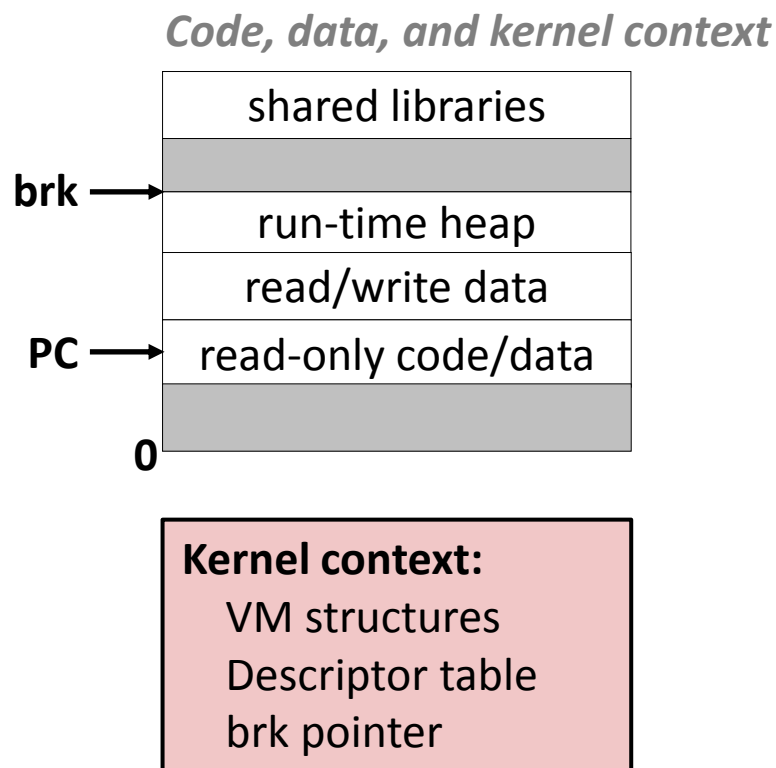 Code, data, and kernel context
shared libraries
brk
run-time heap
read/write data
PC
read-only code/data
0
Kernel context:
VM structures
Descriptor table
brk pointer